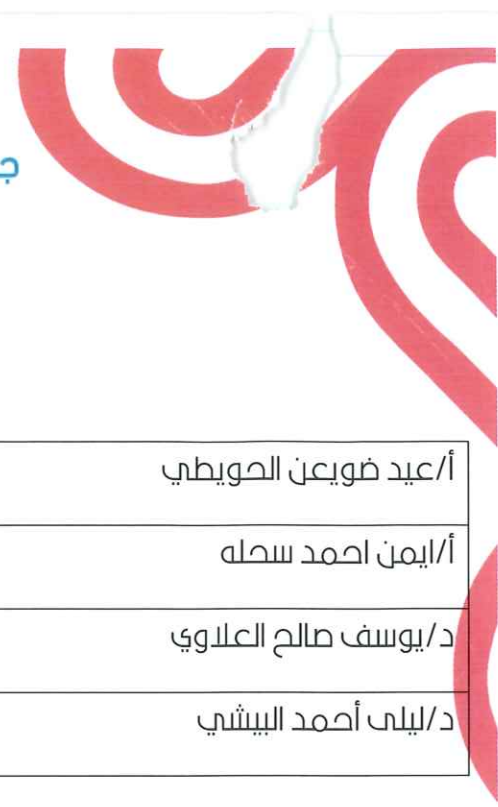 أ/عيد ضويعن الحويطي
أ/ايمن احمد سحله
د/يوسف صالح العلاوي
د/ليلى أحمد البيشي